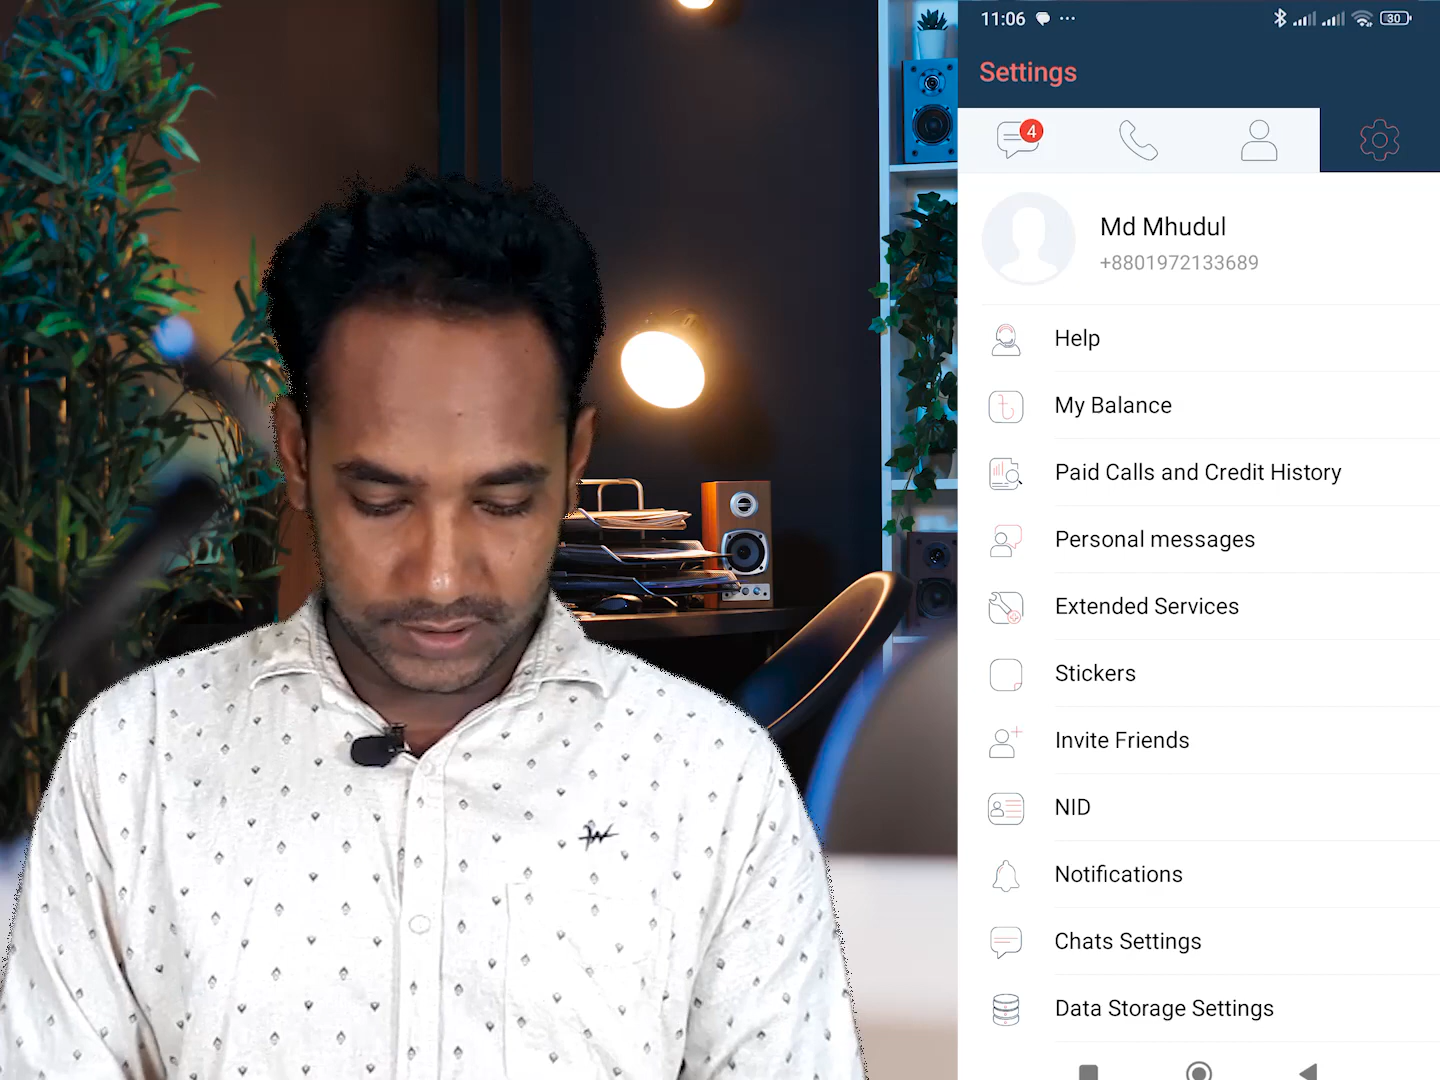 11:06
30
Settings
4
Md Mhudul
+8801972133689
Help
My Balance
Paid Calls and Credit History
Personal messages
Extended Services
Stickers
Invite Friends
NID
Notifications
Chats Settings
Data Storage Settings